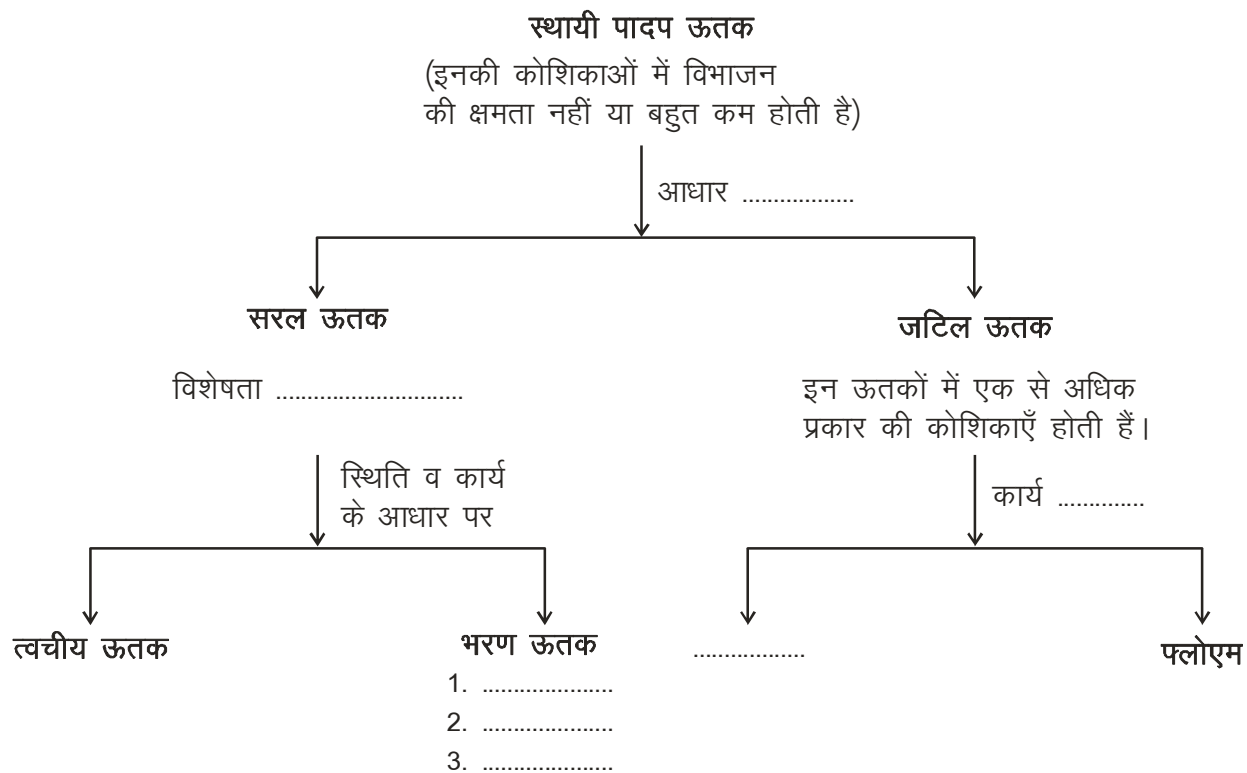 स्थायी पादप ऊतक
(इनकी कोशिकाओं में विभाजन
की क्षमता नहीं या बहुत कम होती है)
आधार ..................
सरल ऊतक
जटिल ऊतक
विशेषता ..............................
इन ऊतकों में एक से अधिक
प्रकार की कोशिकाएँ होती हैं।
स्थिति व कार्य
के आधार पर
कार्य ..............
त्वचीय ऊतक
भरण ऊतक
..................
फ्लोएम
1. .....................
2. .....................
3. .....................